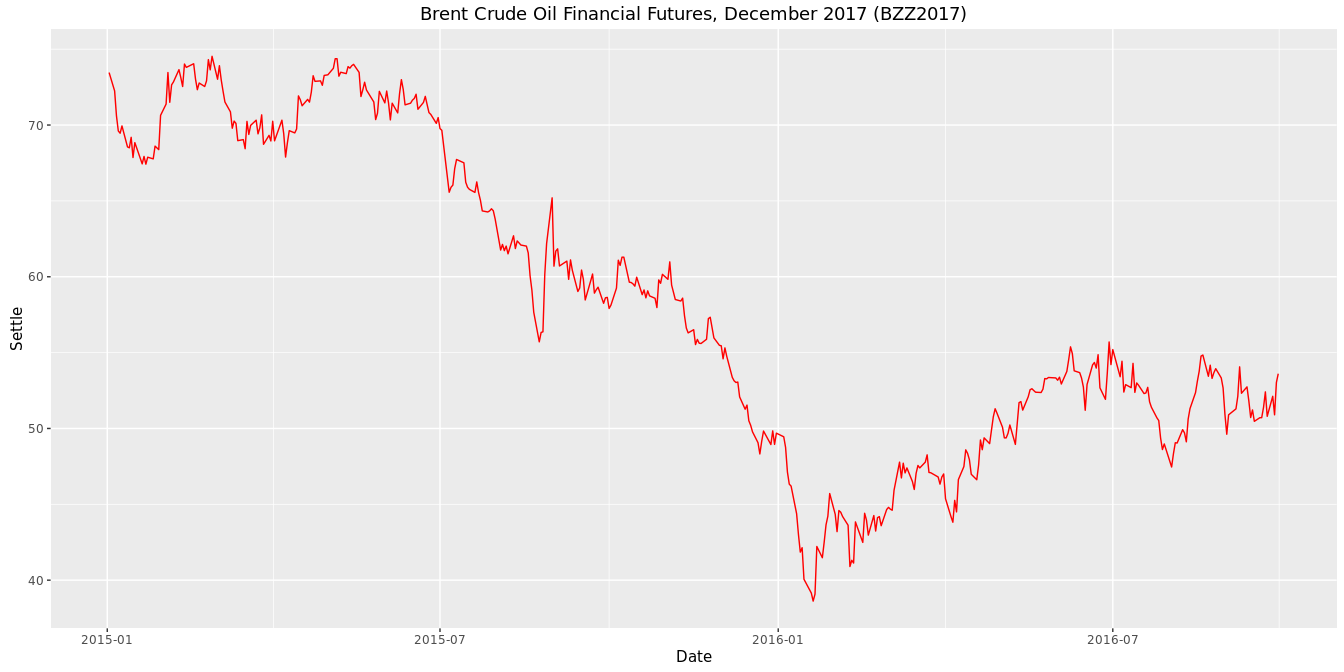 Brent Crude Oil Financial Futures, December 2017 (BZZ2017)
Settle
70
60
50
40
2015-01
2015-07
2016-01
2016-07
Date